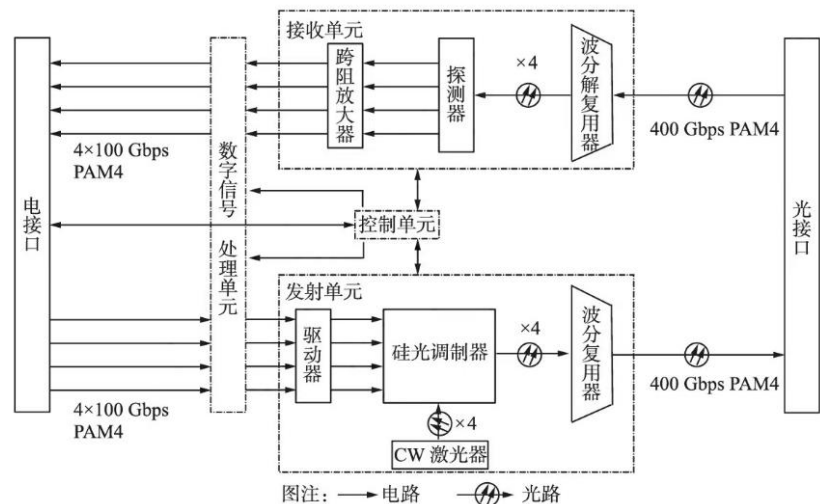 接收单元
跨阻放大器
探测器
×4
波分解复用器
400 Gbps PAM4
4×100 Gbps
PAM4
电接口
数字信号
处理单元
控制单元
光接口
发射单元
驱动器
硅光调制器
×4
波分复用器
400 Gbps PAM4
×4
CW 激光器
4×100 Gbps
PAM4
图注： 电路 光路